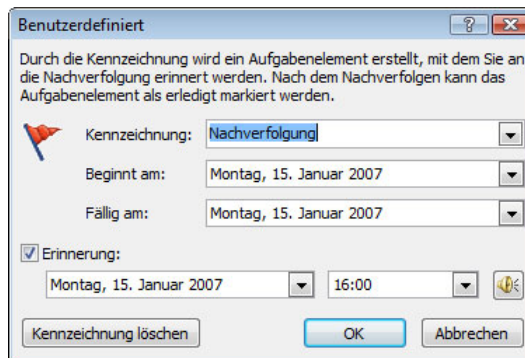 Benutzerdefiniert
Durch die Kennzeichnung wird ein Aufgabenelement erstellt, mit dem Sie an
die Nachverfolgung erinnert werden. Nach dem Nachverfolgen kann das
Aufgabenelement als erledigt markiert werden.
Kennzeichnung: Nachverfolgung
Beginnt am: Montag, 15. Januar 2007
Fällig am: Montag, 15. Januar 2007
Erinnerung:
Montag, 15. Januar 2007 16:00
Kennzeichnung löschen OK Abbrechen